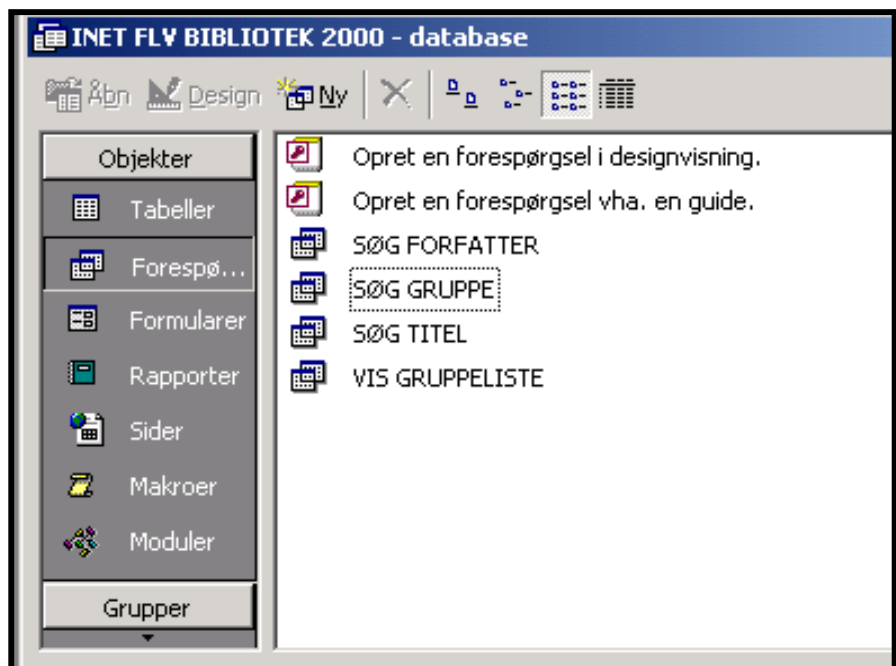 INET FLV BIBLIOTEK 2000 - database
Åbn Design Ny
Objekter
Tabeller
Forespø...
Formularer
Rapporter
Sider
Makroer
Moduler
Grupper
Opret en forespørgsel i designvisning.
Opret en forespørgsel vha. en guide.
SØG FORFATTER
SØG GRUPPE
SØG TITEL
VIS GRUPPELISTE